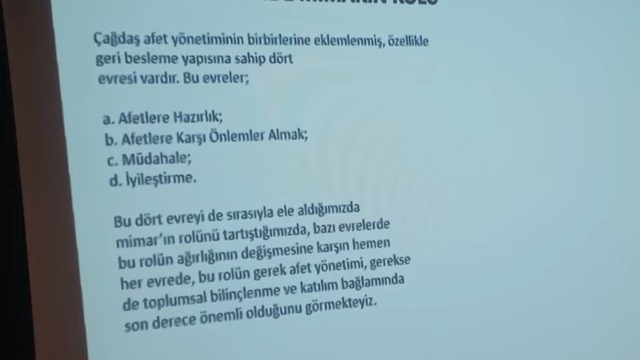 MİMARIN ROLÜ
Çağdaş afet yönetiminin birbirlerine eklemlenmiş, özellikle
geri besleme yapısına sahip dört
evresi vardır. Bu evreler;
a. Afetlere Hazırlık;
b. Afetlere Karşı Önlemler Almak;
c. Müdahale;
d. İyileştirme.
Bu dört evreyi de sırasıyla ele aldığımızda
mimar'ın rolünü tartıştığımızda, bazı evrelerde
bu rolün ağırlığının değişmesine karşın hemen
her evrede, bu rolün gerek afet yönetimi, gerekse
de toplumsal bilinçlenme ve katılım bağlamında
son derece önemli olduğunu görmekteyiz.